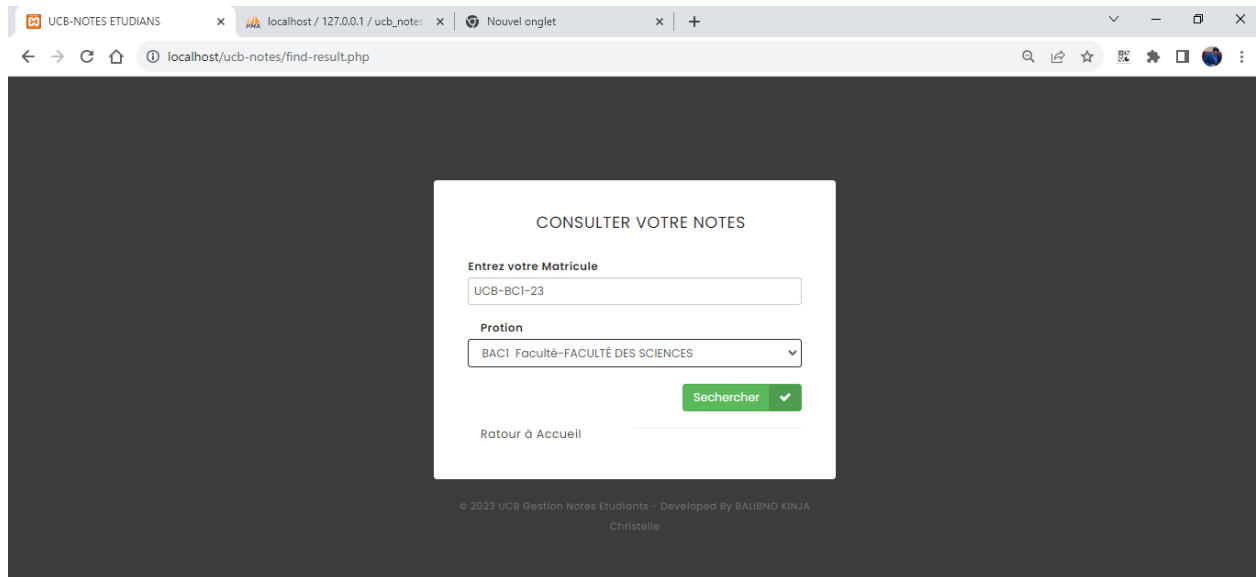 UCB-NOTES ETUDIANS
localhost / 127.0.0.1 / ucb_notes
Nouvel onglet
localhost/ucb-notes/find-result.php
CONSULTER VOTRE NOTES
Entrez votre Matricule
UCB-BC1-23
Protion
BAC1 Faculté-FACULTÉ DES SCIENCES
Sechercher
Ratour à Accueil
© 2023 UCB Gestion Notes Etudiants - Developed By BALIBNO KINJA
Christelle